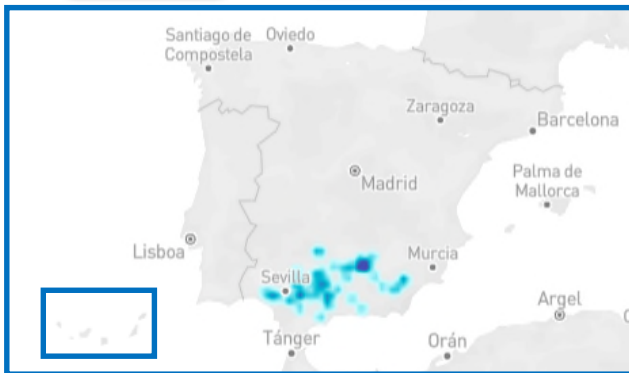 Santiago de
Compostela
Oviedo
Zaragoza
Barcelona
Madrid
Palma de
Mallorca
Lisboa
Murcia
Sevilla
Argel
Tánger
Orán